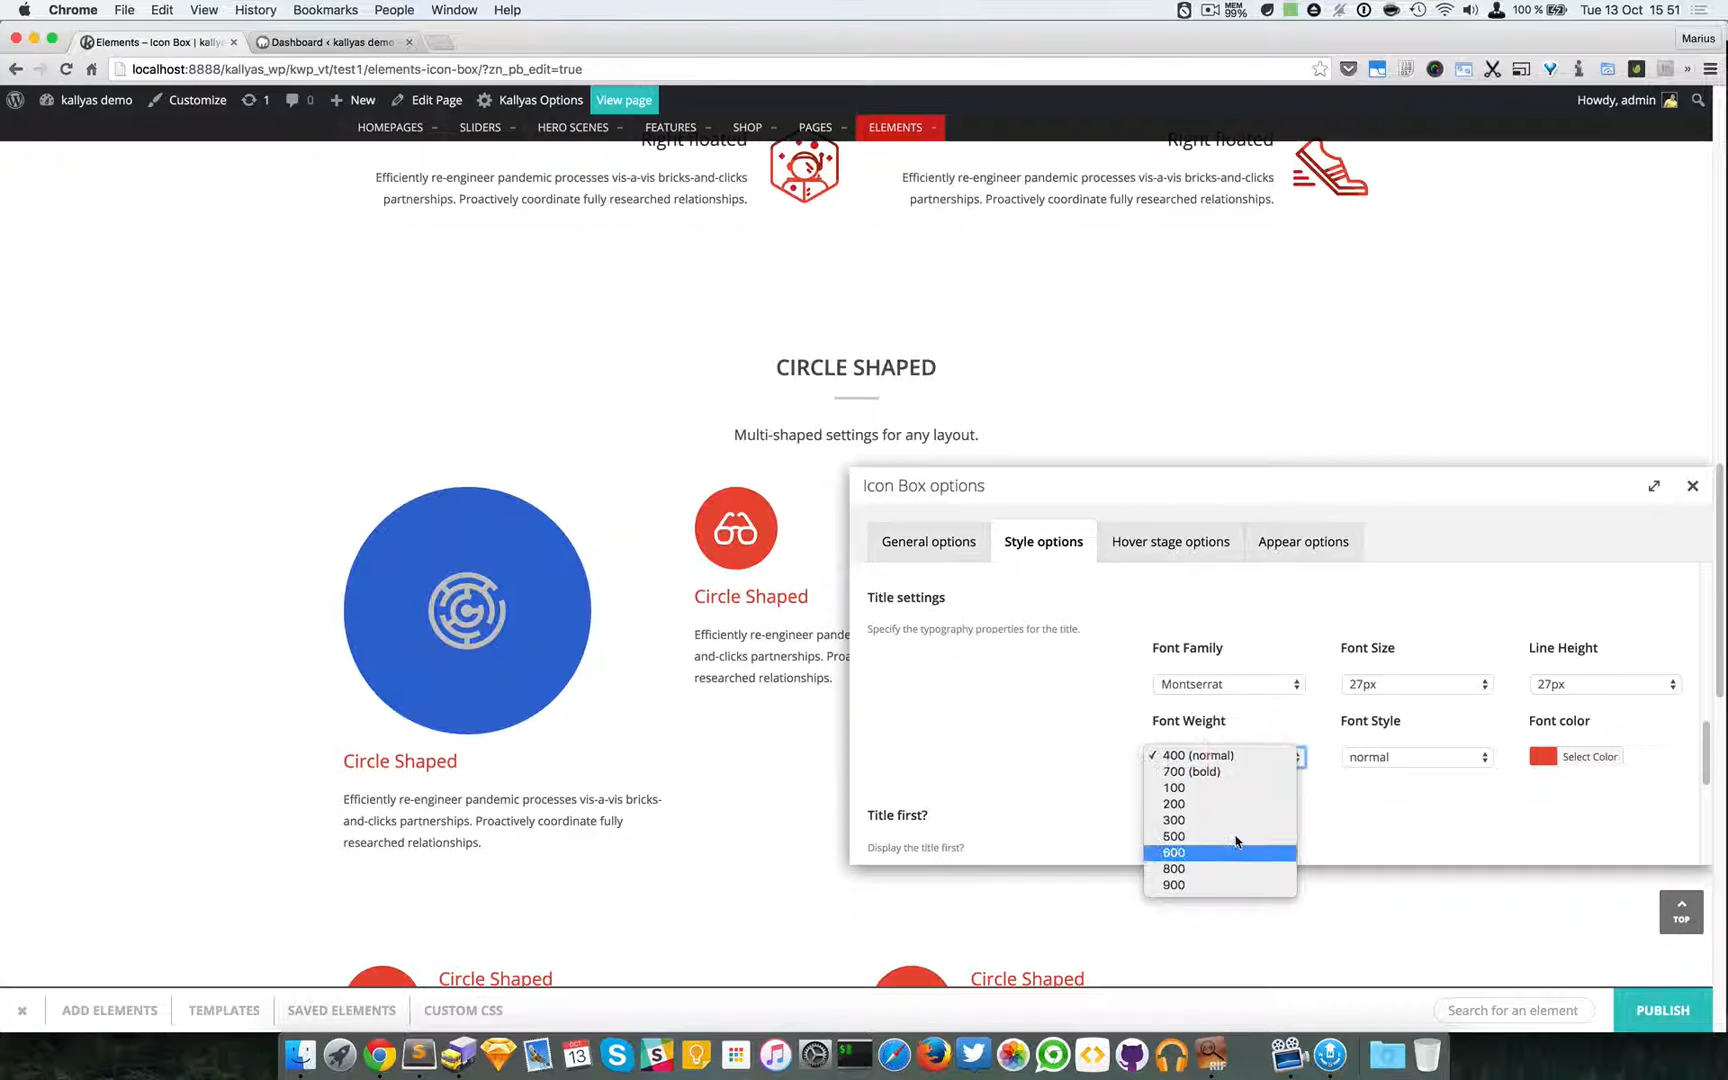 Chrome File Edit View History Bookmarks People Window Help MEM 99% 100 % Tue 13 Oct 15 51
Elements – Icon Box | kally Dashboard ‹ kallyas demo Marius
localhost:8888/kallyas_wp/kwp_vt/test1/elements-icon-box/?zn_pb_edit=true
kallyas demo Customize 1 0 New Edit Page Kallyas Options View page Howdy, admin
HOMEPAGES SLIDERS HERO SCENES FEATURES SHOP PAGES ELEMENTS
Right floated Right floated
Efficiently re-engineer pandemic processes vis-a-vis bricks-and-clicks Efficiently re-engineer pandemic processes vis-a-vis bricks-and-clicks
partnerships. Proactively coordinate fully researched relationships. partnerships. Proactively coordinate fully researched relationships.
CIRCLE SHAPED
Multi-shaped settings for any layout.
Circle Shaped
Efficiently re-engineer pandemic processes vis-a-vis bricks-
and-clicks partnerships. Proactively coordinate fully
researched relationships.
Circle Shaped
Efficiently re-engineer pande
and-clicks partnerships. Proa
researched relationships.
Icon Box options
General options Style options Hover stage options Appear options
Title settings
Specify the typography properties for the title.
Font Family Font Size Line Height
Montserrat 27px 27px
Font Weight Font Style Font color
normal Select Color
400 (normal)
700 (bold)
100
200
300
500
600
800
900
Title first?
Display the title first?
TOP
Circle Shaped Circle Shaped
ADD ELEMENTS TEMPLATES SAVED ELEMENTS CUSTOM CSS Search for an element PUBLISH
OCT
13
RIF